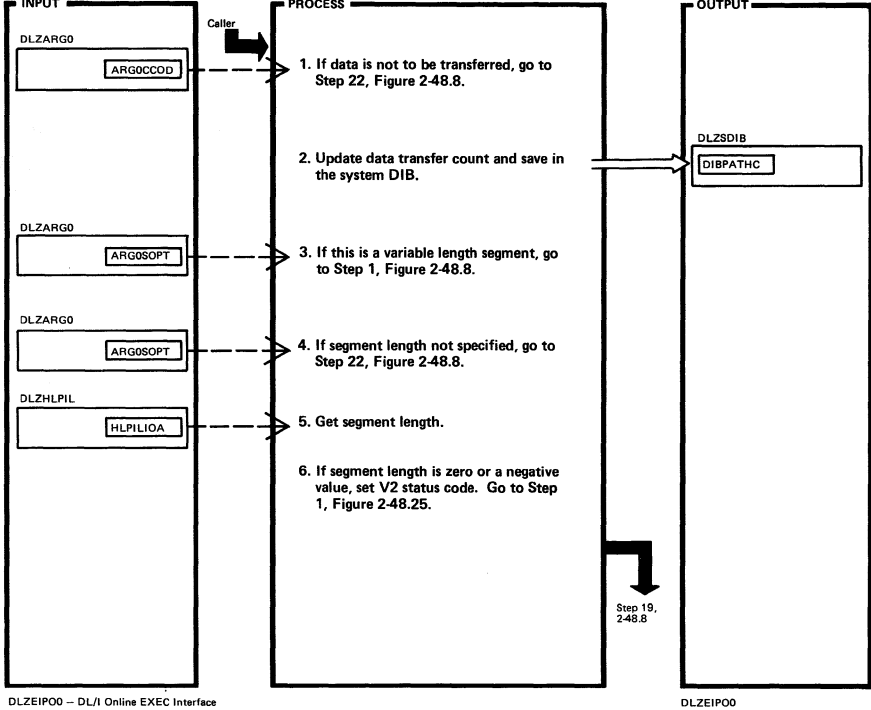 INPUT
PROCESS
OUTPUT
Caller
DLZARG0
ARG0CCOD
1. If data is not to be transferred, go to
Step 22, Figure 2-48.8.
2. Update data transfer count and save in
the system DIB.
DLZSDIB
DIBPATHC
DLZARG0
ARG0SOPT
3. If this is a variable length segment, go
to Step 1, Figure 2-48.8.
DLZARG0
ARG0SOPT
4. If segment length not specified, go to
Step 22, Figure 2-48.8.
DLZHLPIL
HLPILIOA
5. Get segment length.
6. If segment length is zero or a negative
value, set V2 status code. Go to Step
1, Figure 2-48.25.
Step 19,
2-48.8
DLZEIPO0 -- DL/I Online EXEC Interface
DLZEIPO0